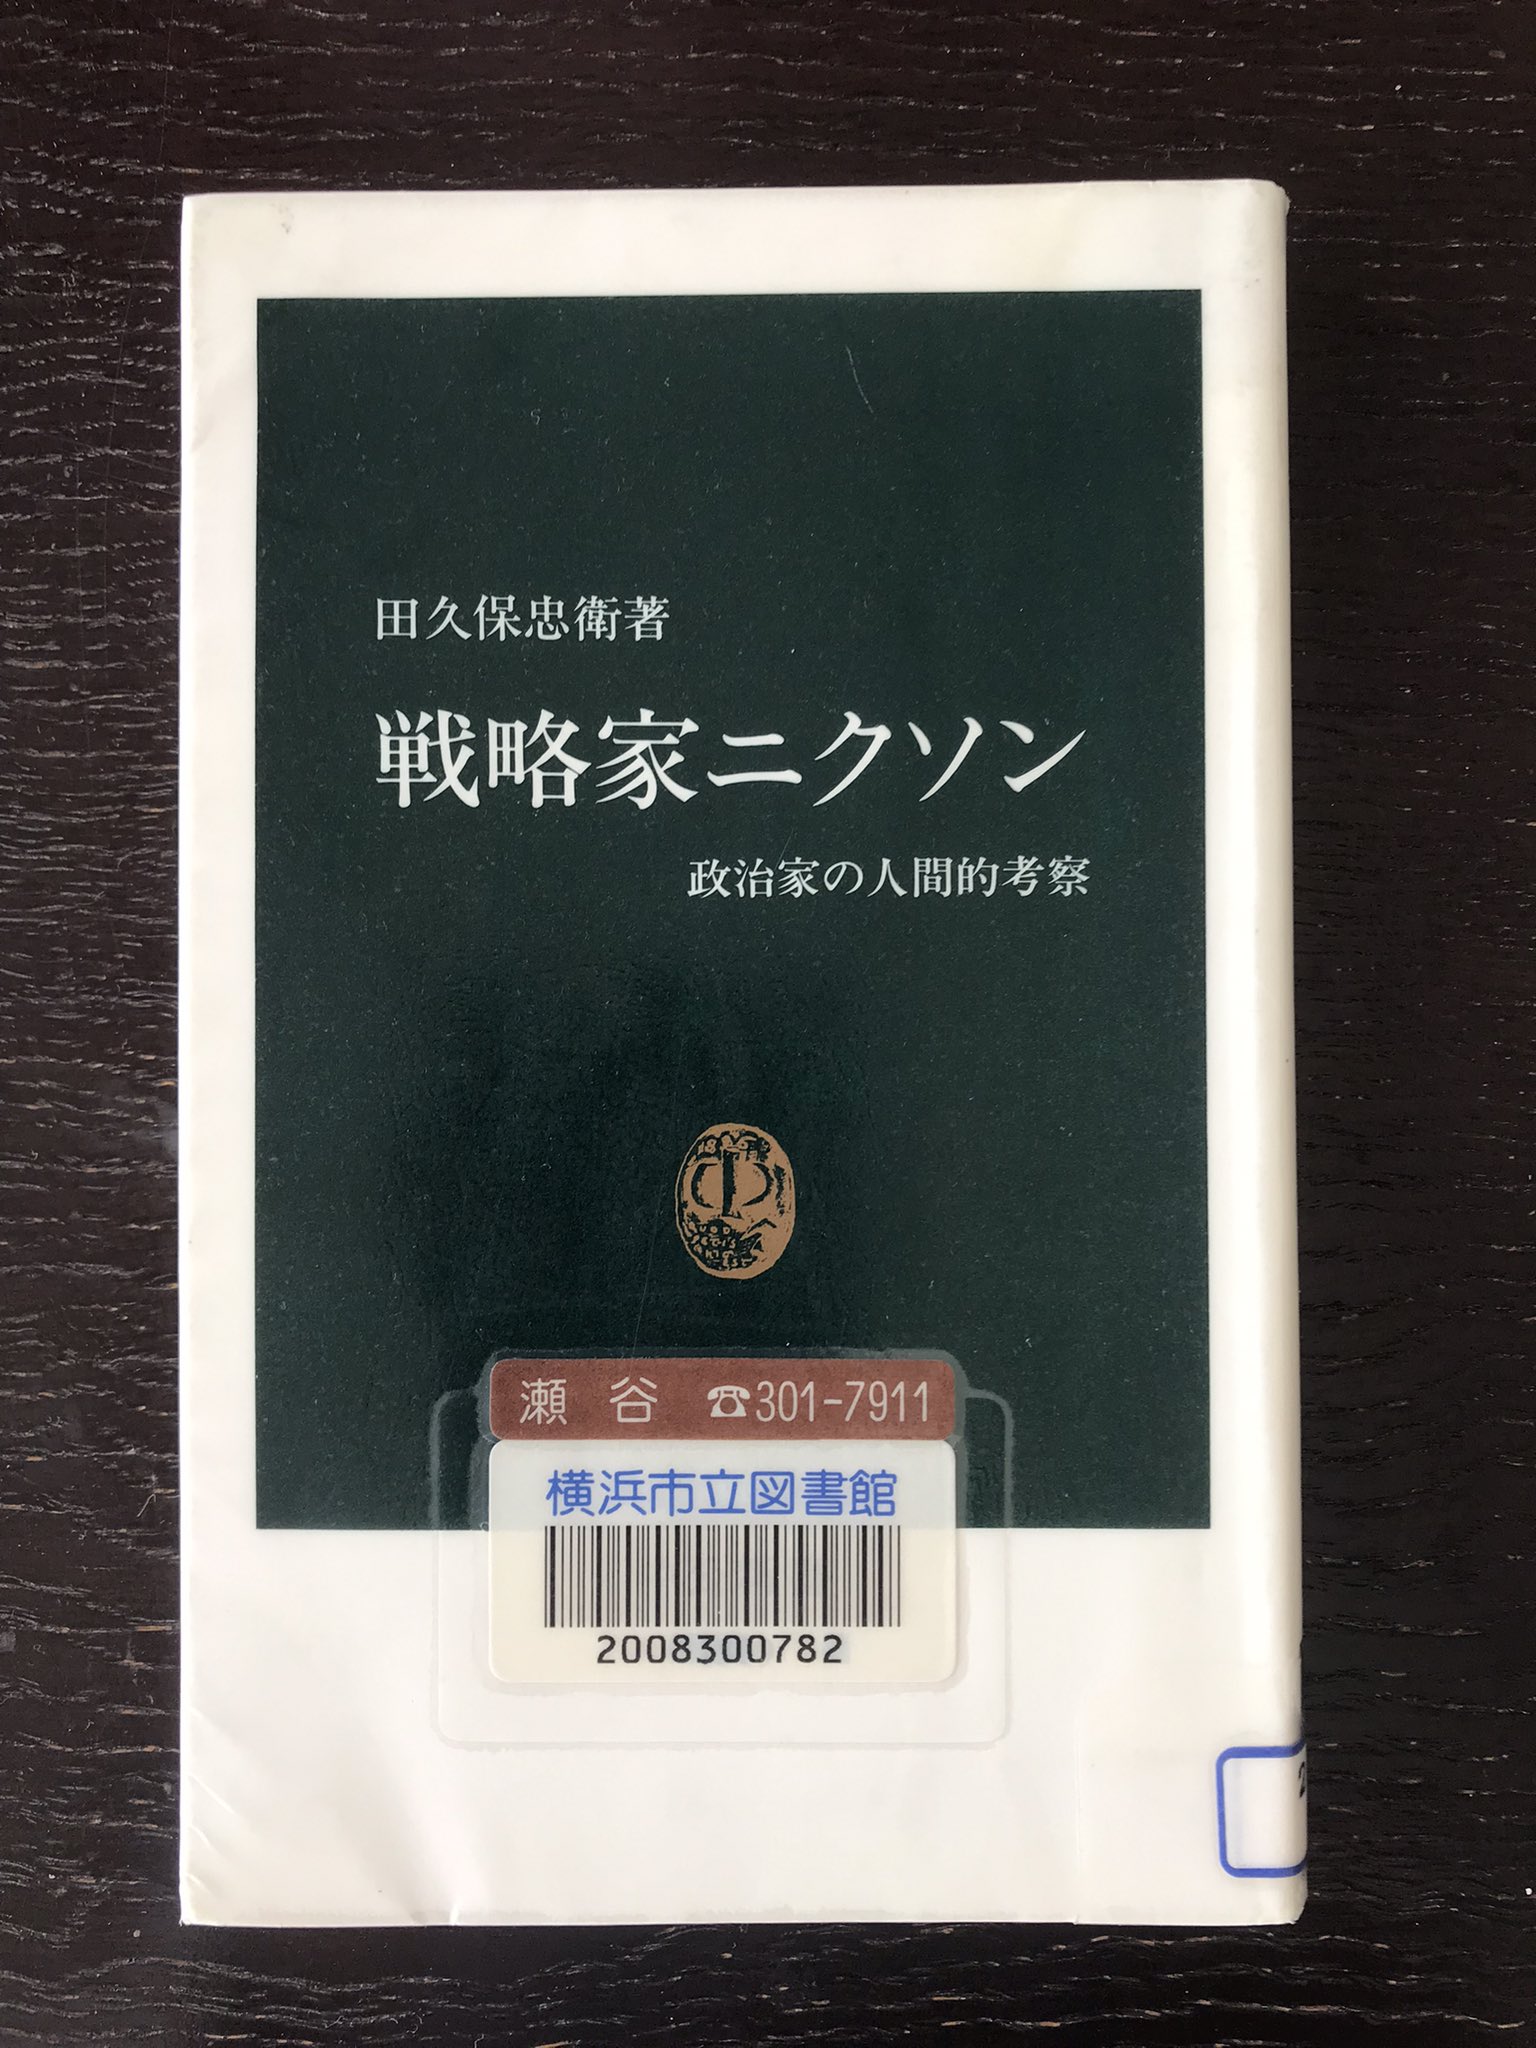 田久保忠衛著
戦略家ニクソン
政治家の人間的考察
瀬谷 ☎301-7911
横浜市立図書館
2008300782